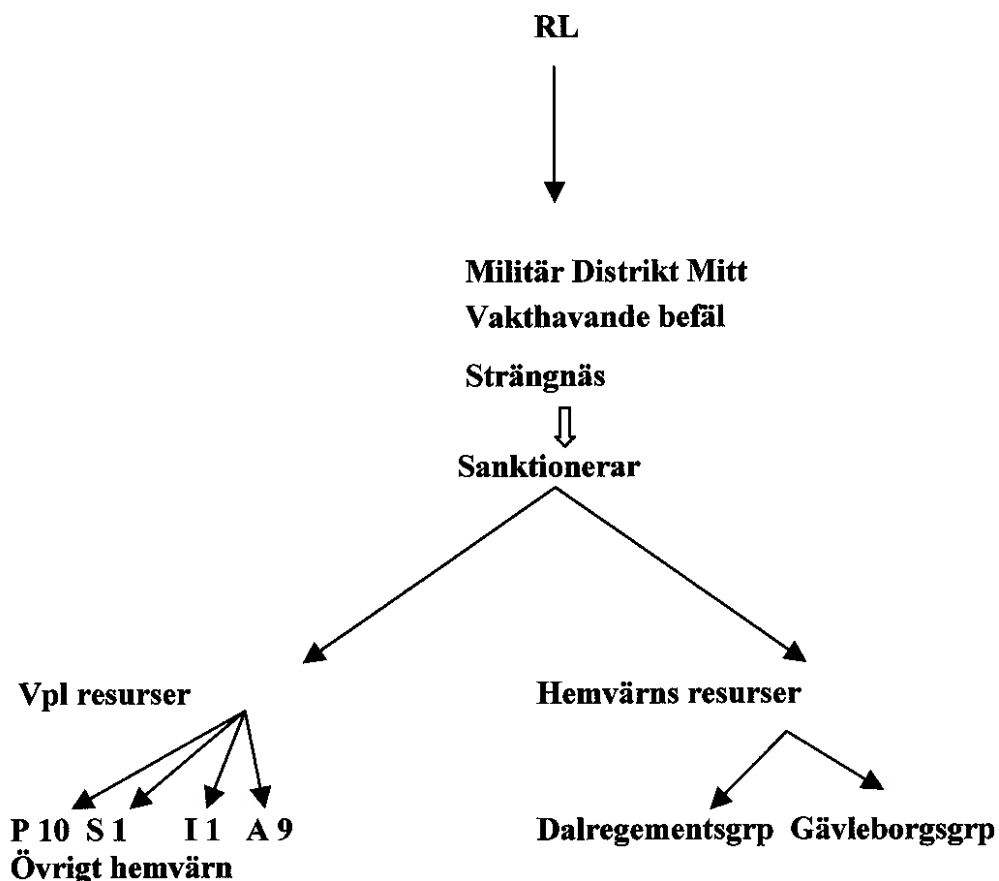 RL
Militär Distrikt Mitt
Vakthavande befäl
Strängnäs
Sanktionerar
Vpl resurser
Hemvärns resurser
P 10 S 1 I 1 A 9
Övrigt hemvärn
Dalregementsgrp Gävleborgsgrp